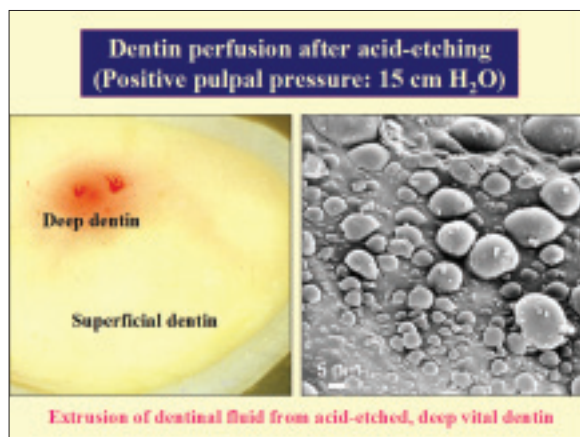 Dentin perfusion after acid-etching
(Positive pulpal pressure: 15 cm H₂O)
Deep dentin
Superficial dentin
5 µm
Extrusion of dentinal fluid from acid-etched, deep vital dentin